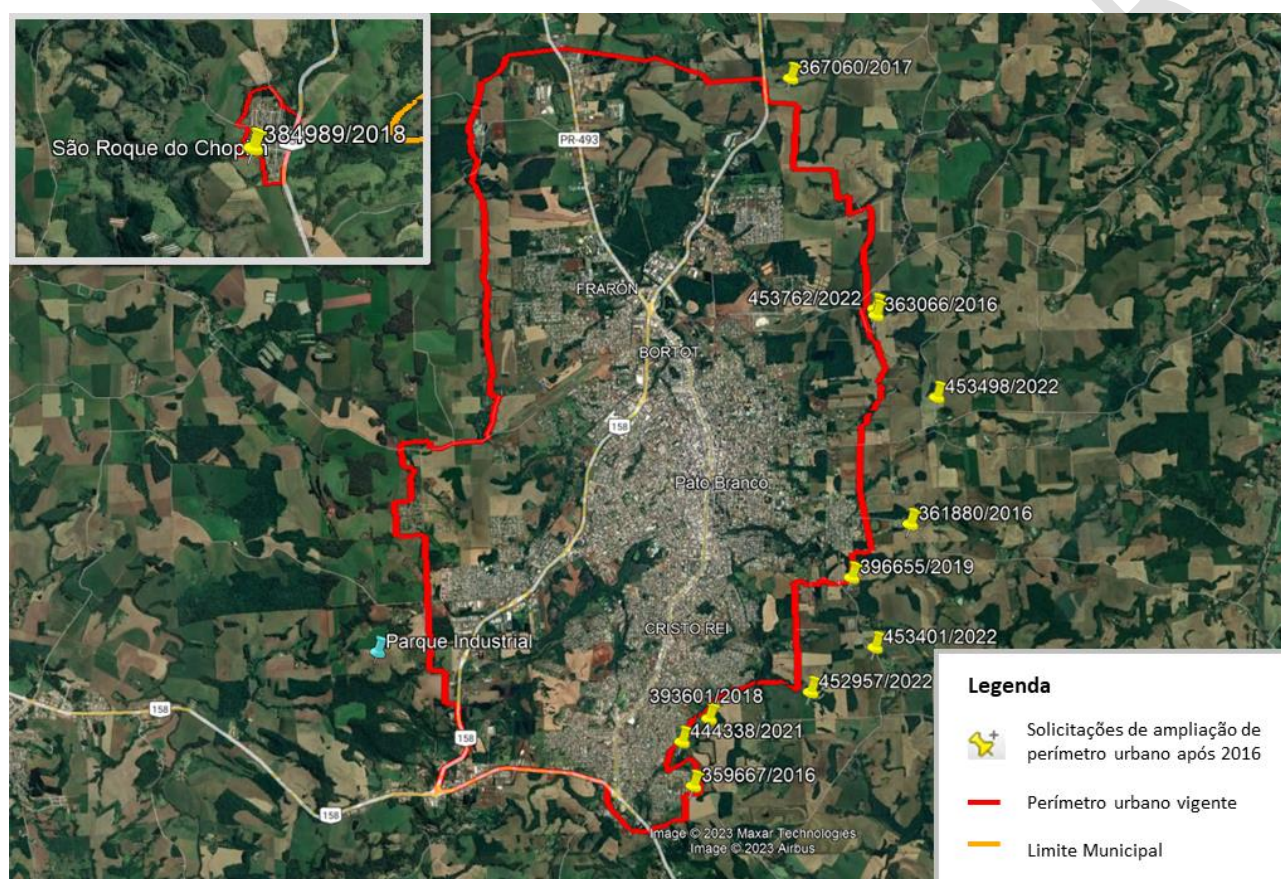 384989/2018
São Roque do Chop
367060/2017
PR-493
FRARÓN
453762/2022
363066/2016
BORTOT
453498/2022
158
Pato Branco
361880/2016
396655/2019
CRISTO REI
Parque Industrial
453401/2022
452957/2022
393601/2018
158
158
444338/2021
359667/2016
Image © 2023 Maxar Technologies
Image © 2023 Airbus
Legenda
Solicitações de ampliação de
perímetro urbano após 2016
Perímetro urbano vigente
Limite Municipal